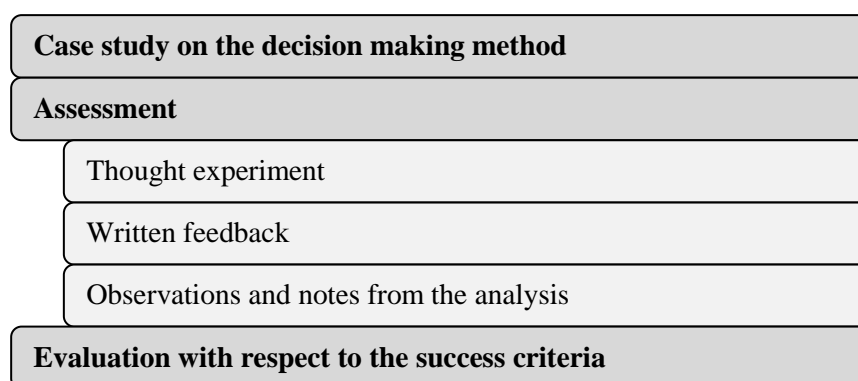 Case study on the decision making method
Assessment
Thought experiment
Written feedback
Observations and notes from the analysis
Evaluation with respect to the success criteria